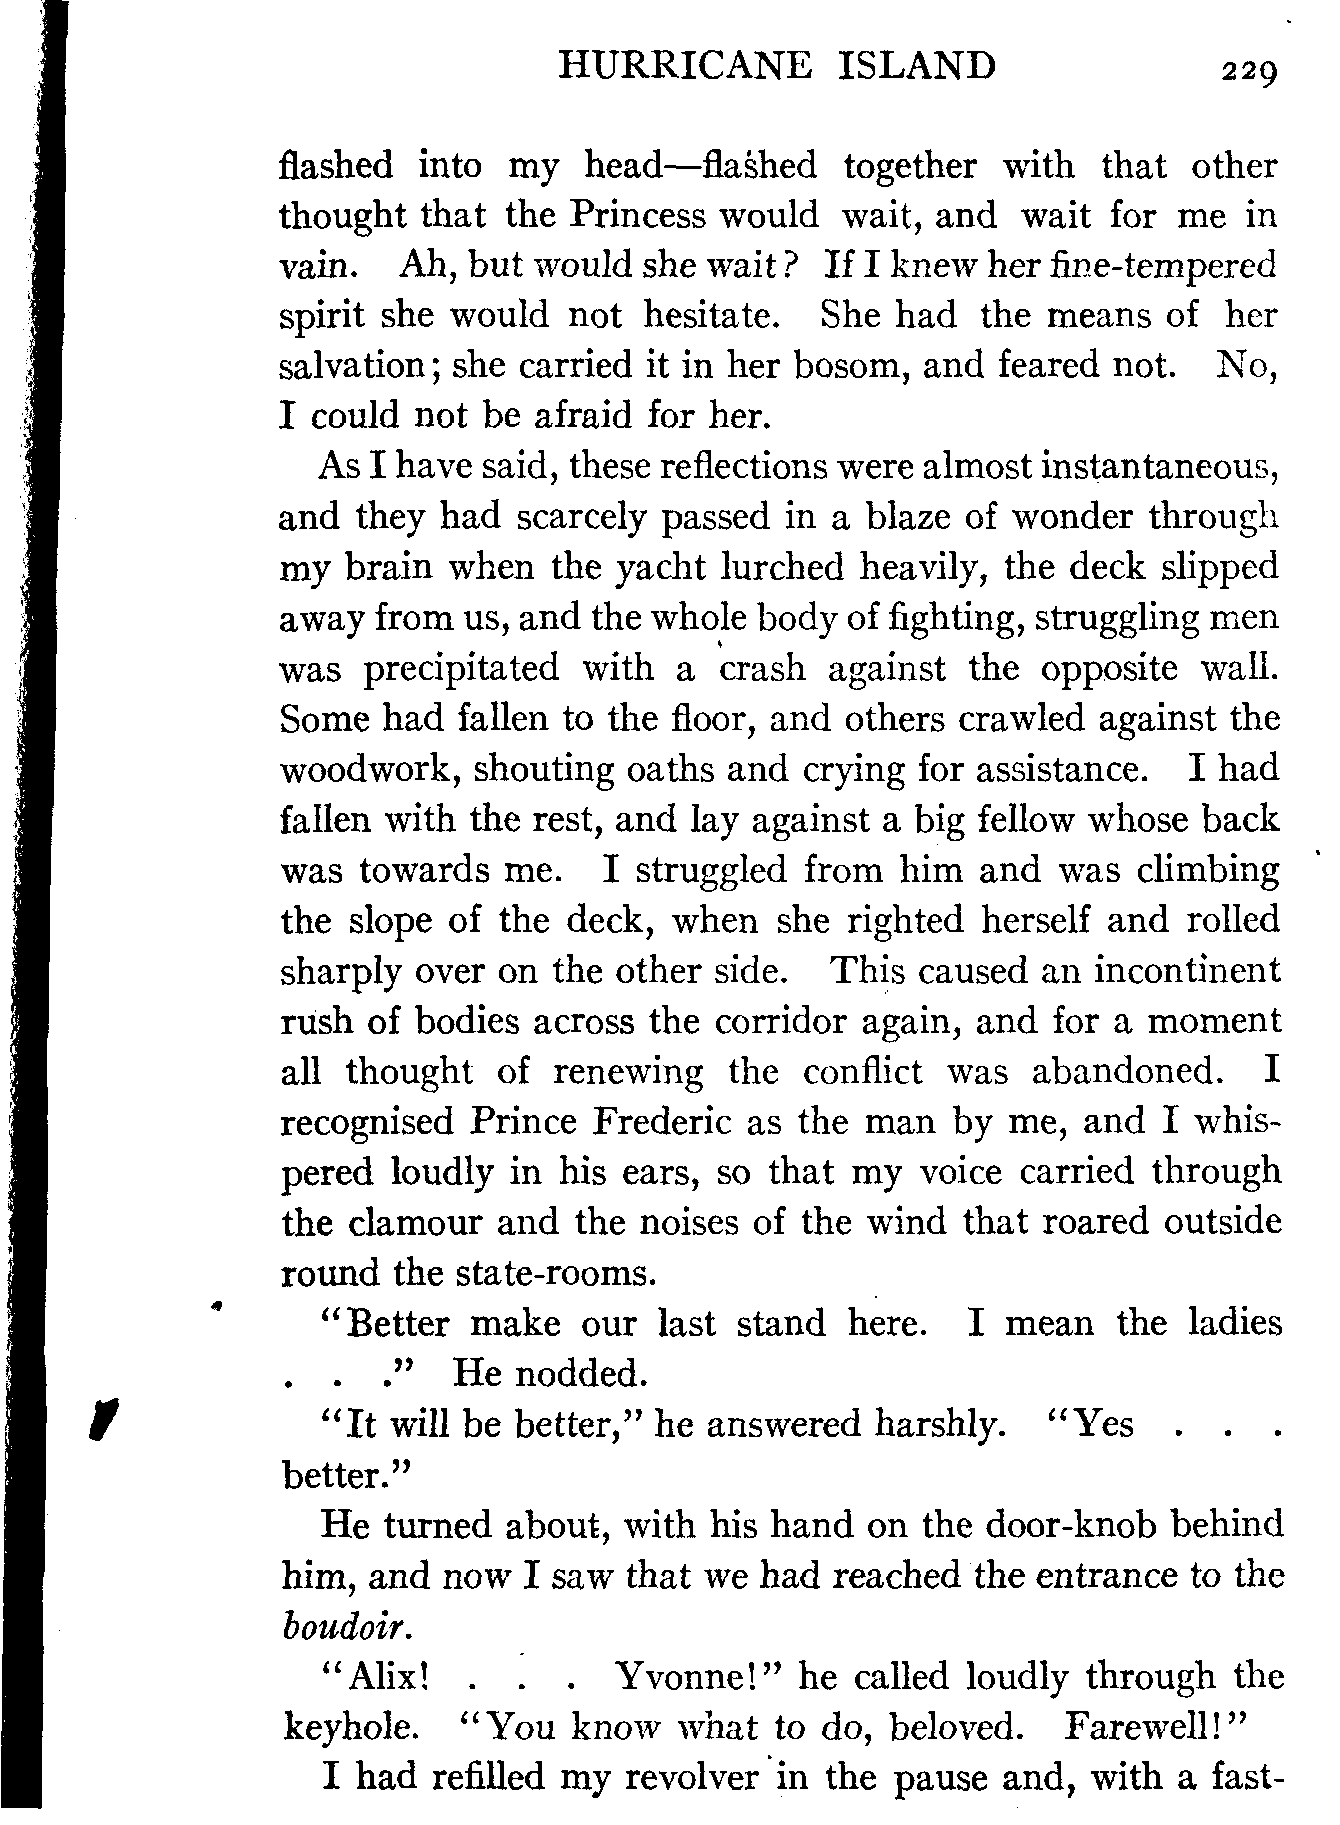 HURRICANE ISLAND 229
flashed into my head—flashed together with that other
thought that the Princess would wait, and wait for me in
vain. Ah, but would she wait? If I knew her fine-tempered
spirit she would not hesitate. She had the means of her
salvation; she carried it in her bosom, and feared not. No,
I could not be afraid for her.
As I have said, these reflections were almost instantaneous,
and they had scarcely passed in a blaze of wonder through
my brain when the yacht lurched heavily, the deck slipped
away from us, and the whole body of fighting, struggling men
was precipitated with a crash against the opposite wall.
Some had fallen to the floor, and others crawled against the
woodwork, shouting oaths and crying for assistance. I had
fallen with the rest, and lay against a big fellow whose back
was towards me. I struggled from him and was climbing
the slope of the deck, when she righted herself and rolled
sharply over on the other side. This caused an incontinent
rush of bodies across the corridor again, and for a moment
all thought of renewing the conflict was abandoned. I
recognised Prince Frederic as the man by me, and I whis-
pered loudly in his ears, so that my voice carried through
the clamour and the noises of the wind that roared outside
round the state-rooms.
"Better make our last stand here. I mean the ladies
. . ." He nodded.
"It will be better," he answered harshly. "Yes . . .
better."
He turned about, with his hand on the door-knob behind
him, and now I saw that we had reached the entrance to the
boudoir.
"Alix! . . . Yvonne!" he called loudly through the
keyhole. "You know what to do, beloved. Farewell!"
I had refilled my revolver in the pause and, with a fast-